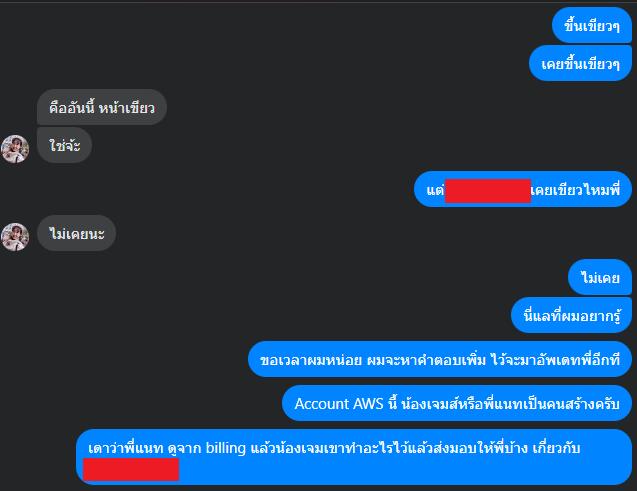 ขึ้นเขียวๆ
เคยขึ้นเขียวๆ
คืออันนี้ หน้าเขียว
ใช่จ้ะ
แต่ เคยเขียวไหมพี่
ไม่เคยนะ
ไม่เคย
นี่แลที่ผมอยากรู้
ขอเวลาผมหน่อย ผมจะหาคำตอบเพิ่ม ไว้จะมาอัพเดทพี่อีกที
Account AWS นี้ น้องเจมส์หรือพี่แนทเป็นคนสร้างครับ
เดาว่าพี่แนท ดูจาก billing แล้วน้องเจมเขาทำอะไรไว้แล้วส่งมอบให้พี่บ้าง เกี่ยวกับ